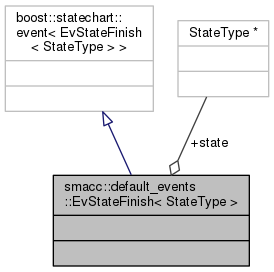 boost::statechart::
event< EvStateFinish
< StateType > >
StateType *
+state
smacc::default_events
::EvStateFinish< StateType >